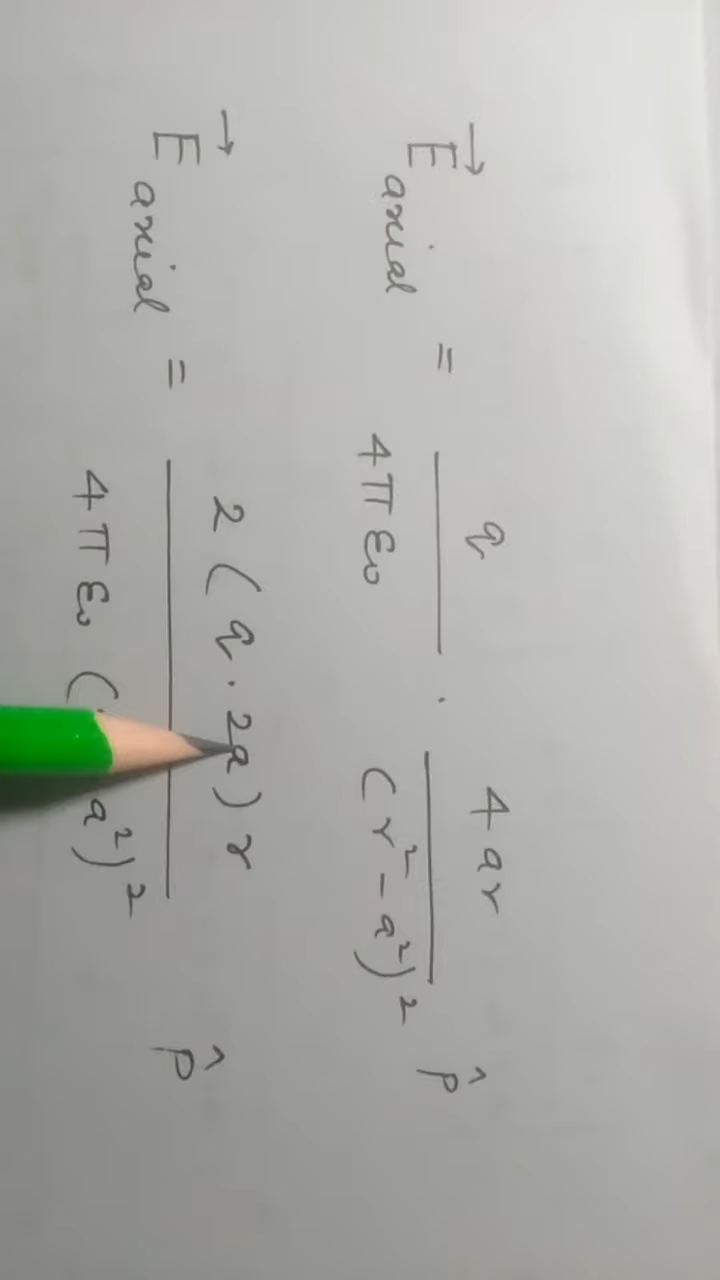 E⃗ axial = q / 4πε₀ · 4ar / (r² - a²)² p̂
E⃗ axial = 2(q·2a)r / 4πε₀ ( a²)² p̂